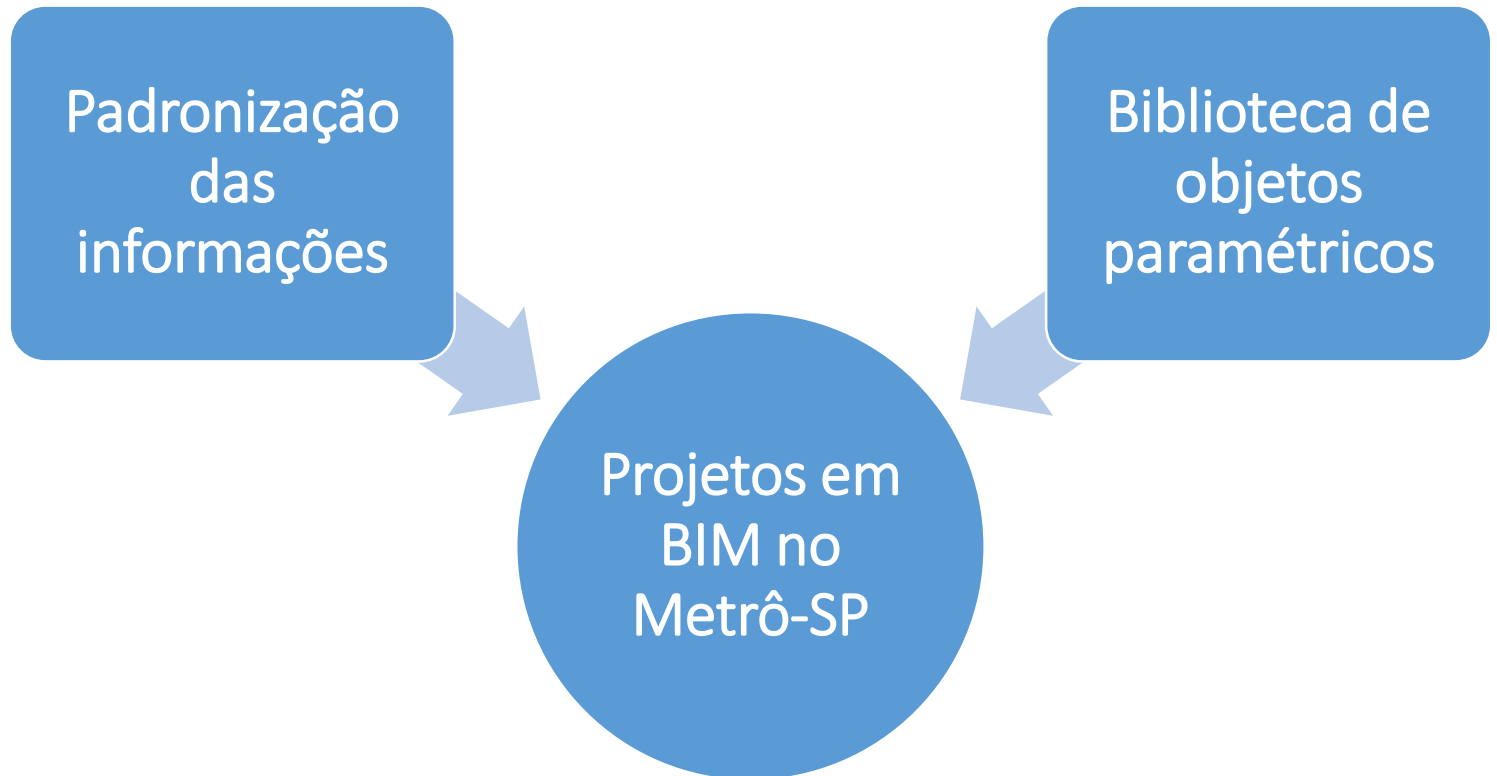 Padronização
das
informações
Biblioteca de
objetos
paramétricos
Projetos em
BIM no
Metrô-SP